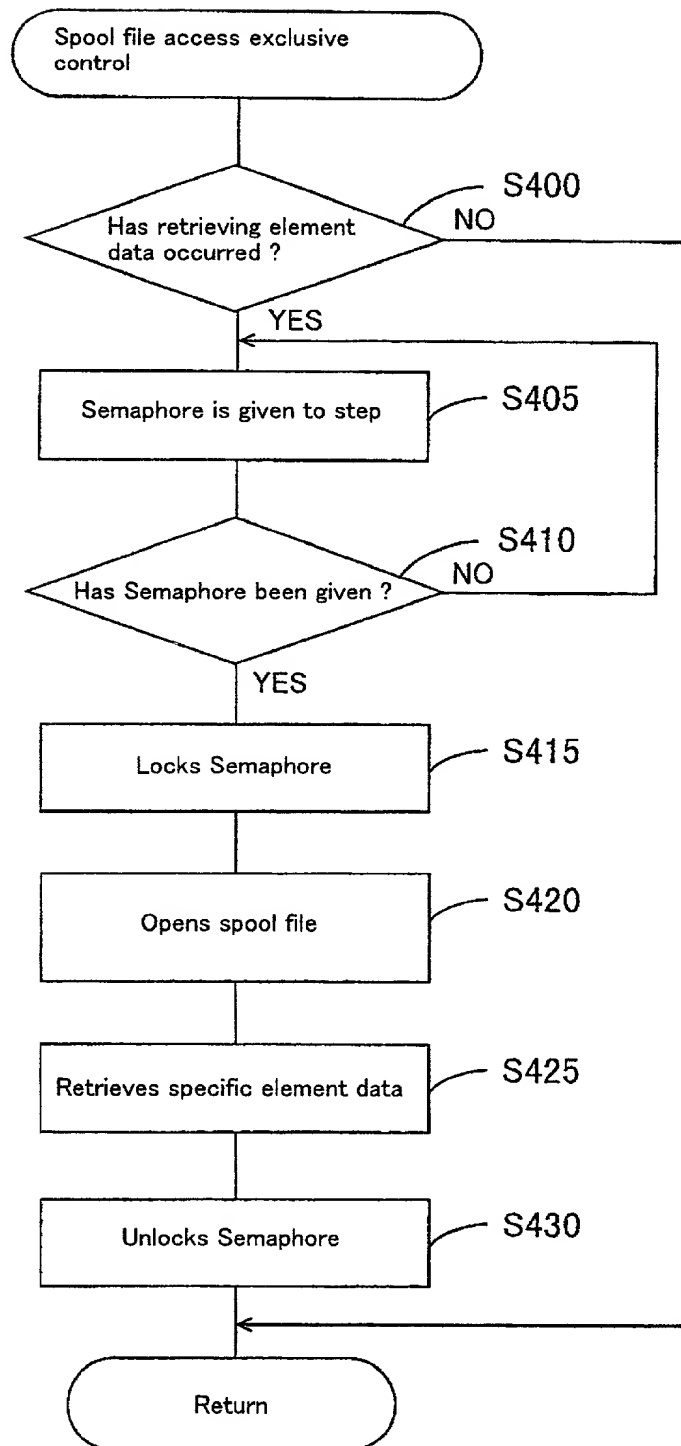 Spool file access exclusive
control
S400
Has retrieving element
data occurred ?
NO
YES
Semaphore is given to step
S405
S410
Has Semaphore been given ?
NO
YES
Locks Semaphore
S415
Opens spool file
S420
Retrieves specific element data
S425
Unlocks Semaphore
S430
Return